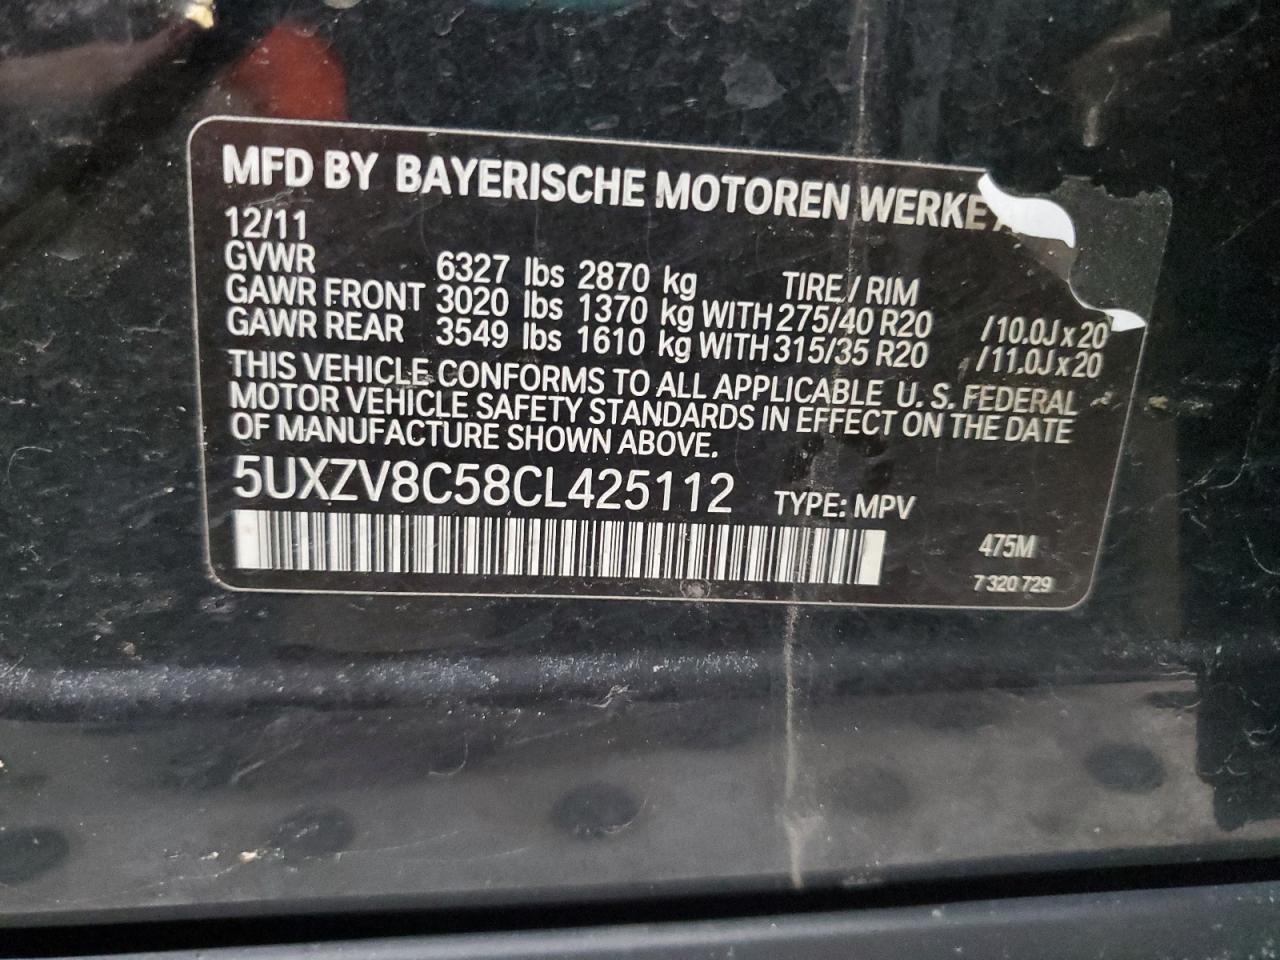 MFD BY BAYERISCHE MOTOREN WERKE
12/11
GVWR 6327 lbs 2870 kg TIRE / RIM
GAWR FRONT 3020 lbs 1370 kg WITH 275/40 R20 /10.0J x 20
GAWR REAR 3549 lbs 1610 kg WITH 315/35 R20 /11.0J x 20
THIS VEHICLE CONFORMS TO ALL APPLICABLE U. S. FEDERAL
MOTOR VEHICLE SAFETY STANDARDS IN EFFECT ON THE DATE
OF MANUFACTURE SHOWN ABOVE.
5UXZV8C58CL425112 TYPE: MPV
475M
7 320 729